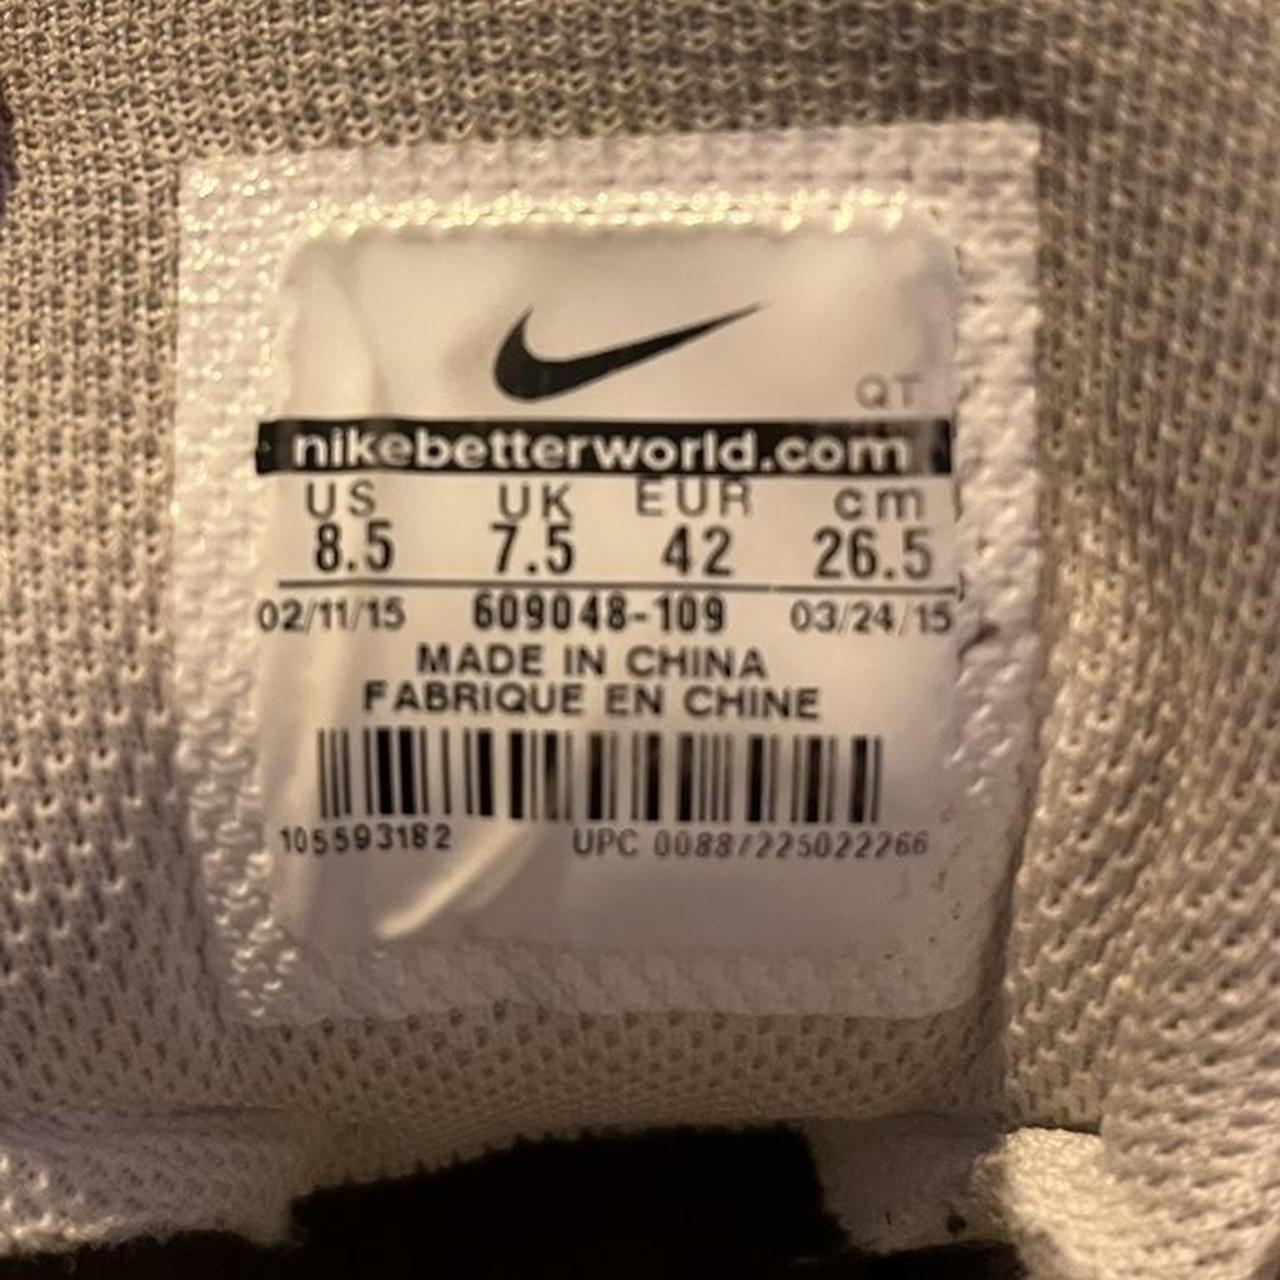 QT
nikebetterworld.com
US UK EUR cm
8.5 7.5 42 26.5
02/11/15 609048-109 03/24/15
MADE IN CHINA
FABRIQUE EN CHINE
105593182 UPC 00887225022266